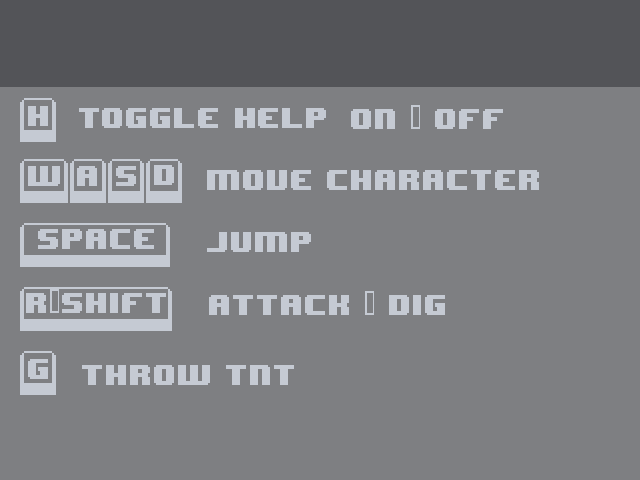 H TOGGLE HELP ON ▯ OFF
W A S D MOVE CHARACTER
SPACE JUMP
R▯SHIFT ATTACK ▯ DIG
G THROW TNT